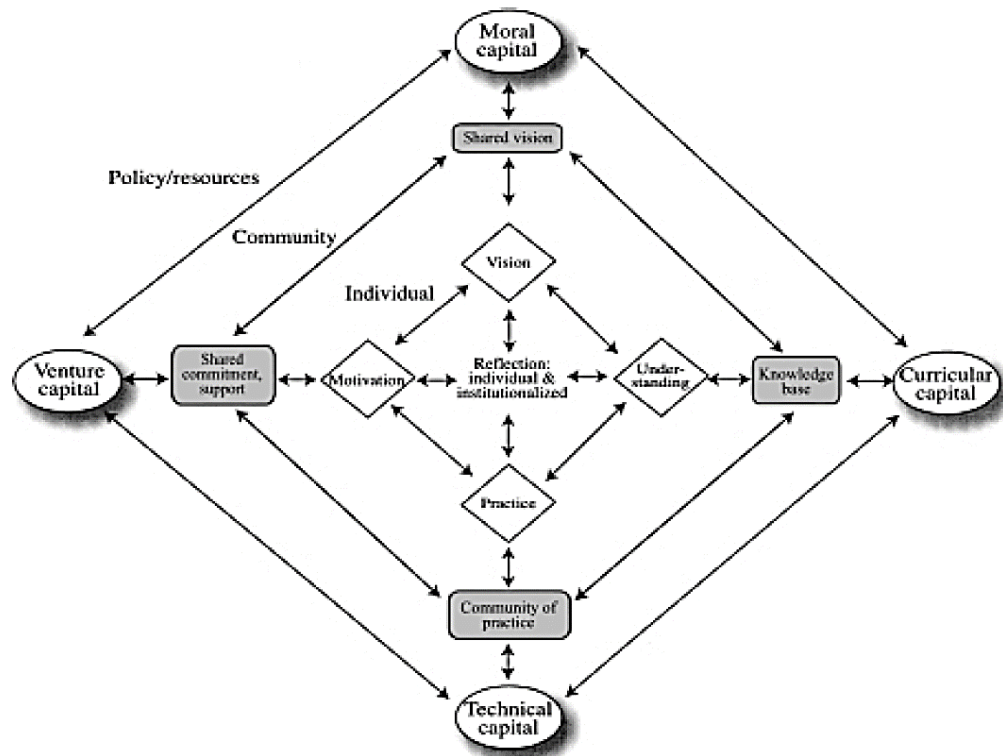 Moral
capital
Shared vision
Policy/resources
Community
Vision
Individual
Venture
capital
Shared
commitment,
support
Motivation
Reflection:
individual &
institutionalized
Under-
standing
Knowledge
base
Curricular
capital
Practice
Community of
practice
Technical
capital